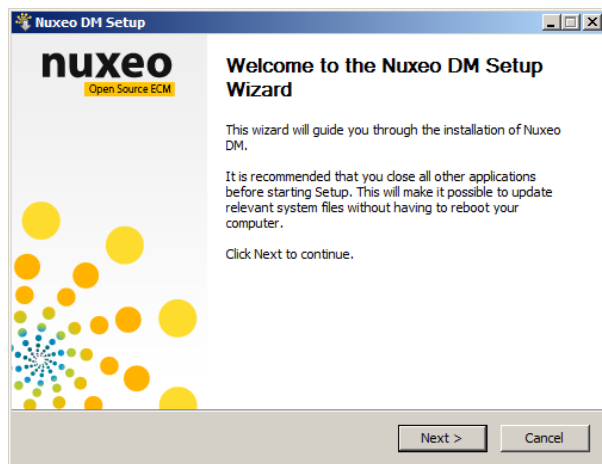 Nuxeo DM Setup
nuxeo
Open Source ECM
Welcome to the Nuxeo DM Setup
Wizard
This wizard will guide you through the installation of Nuxeo
DM.
It is recommended that you close all other applications
before starting Setup. This will make it possible to update
relevant system files without having to reboot your
computer.
Click Next to continue.
Next >
Cancel